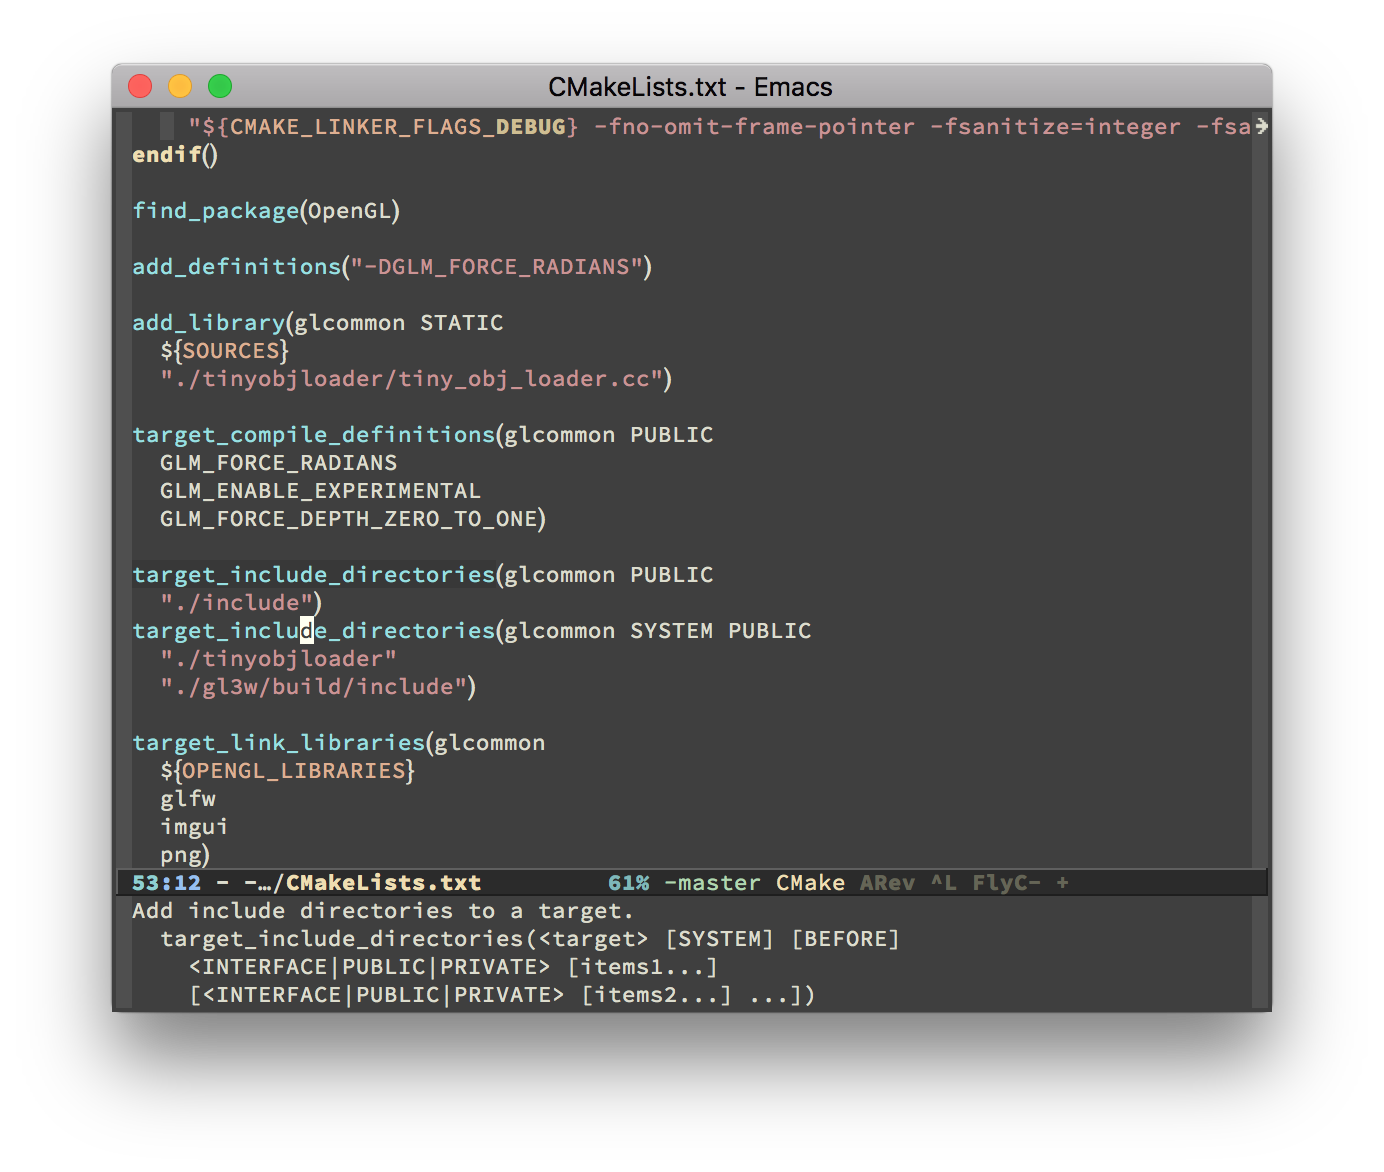 CMakeLists.txt - Emacs
"${CMAKE_LINKER_FLAGS_DEBUG} -fno-omit-frame-pointer -fsanitize=integer -fsa
endif()
find_package(OpenGL)
add_definitions("-DGLM_FORCE_RADIANS")
add_library(glcommon STATIC
${SOURCES}
"./tinyobjloader/tiny_obj_loader.cc")
target_compile_definitions(glcommon PUBLIC
GLM_FORCE_RADIANS
GLM_ENABLE_EXPERIMENTAL
GLM_FORCE_DEPTH_ZERO_TO_ONE)
target_include_directories(glcommon PUBLIC
"./include")
target_include_directories(glcommon SYSTEM PUBLIC
"./tinyobjloader"
"./gl3w/build/include")
target_link_libraries(glcommon
${OPENGL_LIBRARIES}
glfw
imgui
png)
53:12 - -…/CMakeLists.txt 61% -master CMake ARev ^L FlyC- +
Add include directories to a target.
target_include_directories(<target> [SYSTEM] [BEFORE]
<INTERFACE|PUBLIC|PRIVATE> [items1...]
[<INTERFACE|PUBLIC|PRIVATE> [items2...] ...])